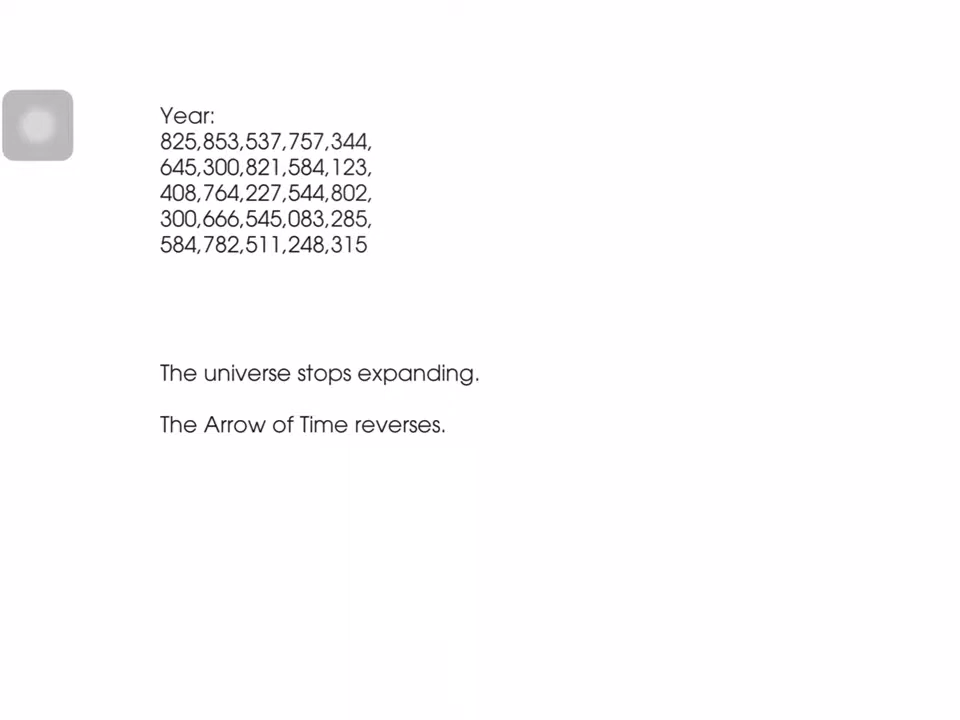 Year:
825,853,537,757,344,
645,300,821,584,123,
408,764,227,544,802,
300,666,545,083,285,
584,782,511,248,315
The universe stops expanding.
The Arrow of Time reverses.